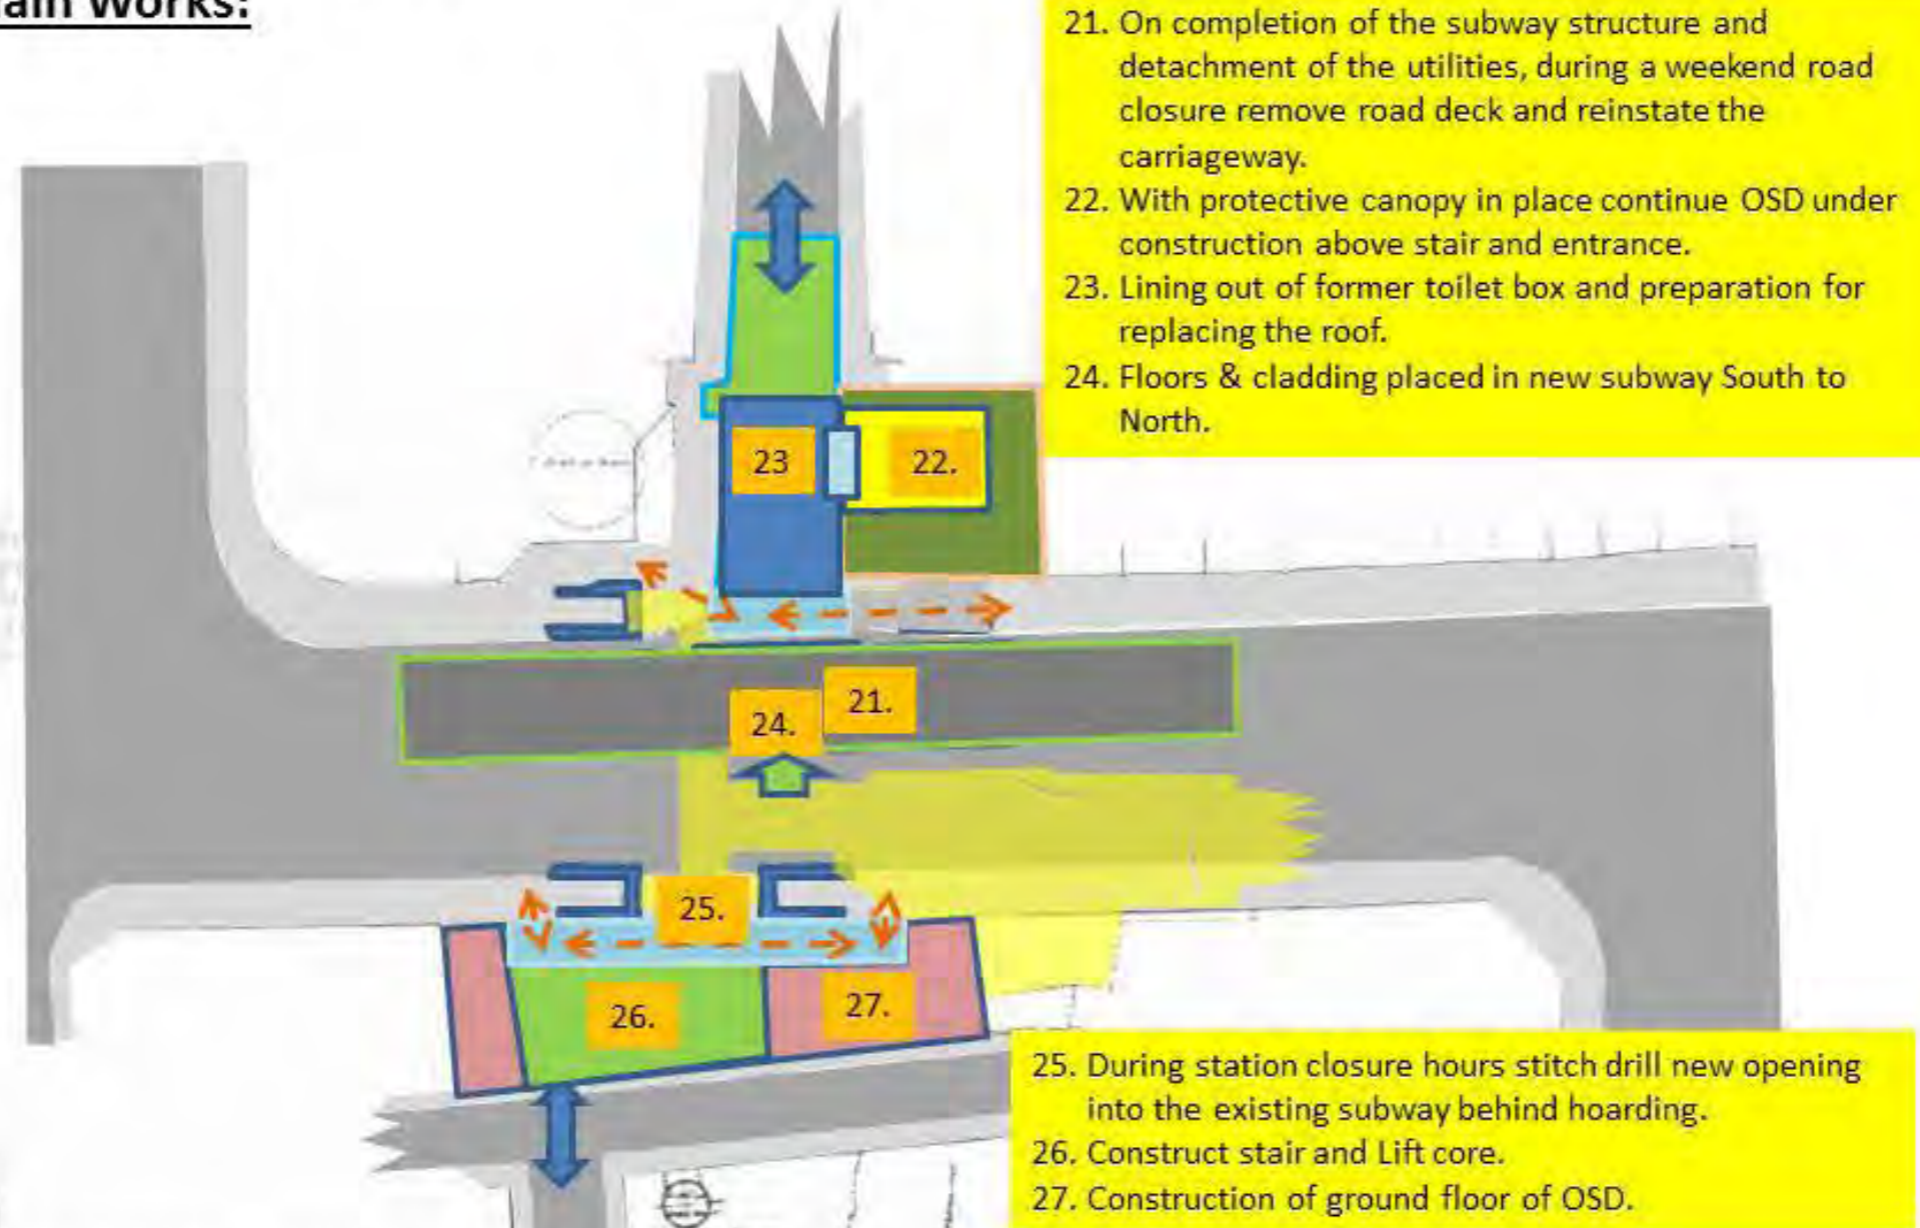 ain Works:
21. On completion of the subway structure and
detachment of the utilities, during a weekend road
closure remove road deck and reinstate the
carriageway.
22. With protective canopy in place continue OSD under
construction above stair and entrance.
23. Lining out of former toilet box and preparation for
replacing the roof.
24. Floors & cladding placed in new subway South to
North.
23
22.
21.
24.
25.
26.
27.
25. During station closure hours stitch drill new opening
into the existing subway behind hoarding.
26. Construct stair and Lift core.
27. Construction of ground floor of OSD.